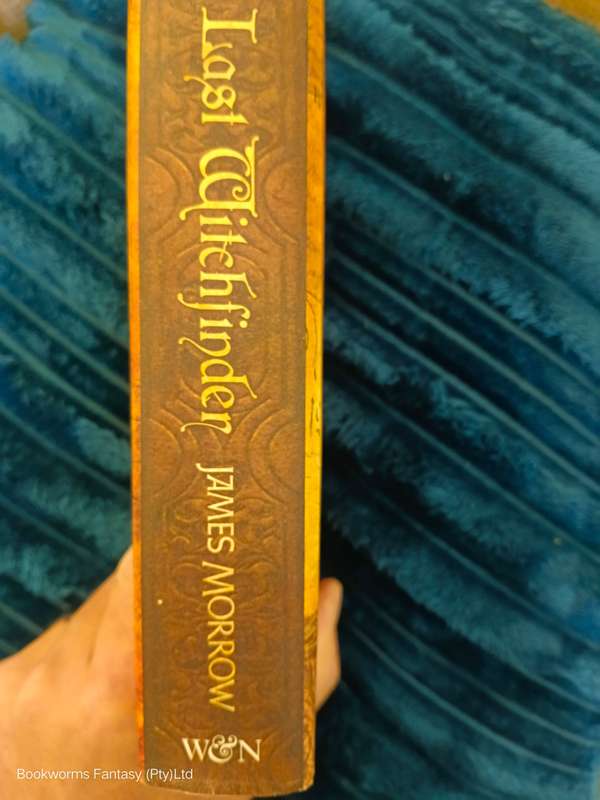 Last Witchfinder
JAMES MORROW
W&N
Bookworms Fantasy (Pty)Ltd